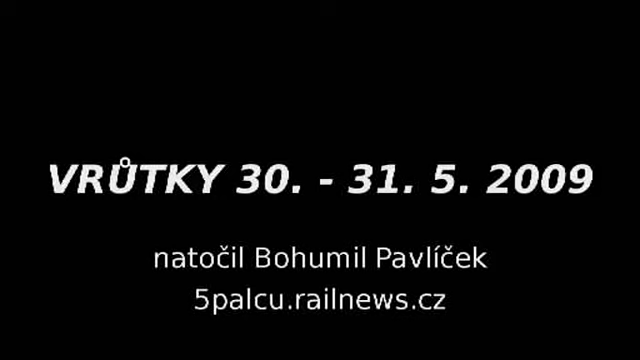 VRŮTKY 30. - 31. 5. 2009
natočil Bohumil Pavlíček
5palcu.railnews.cz